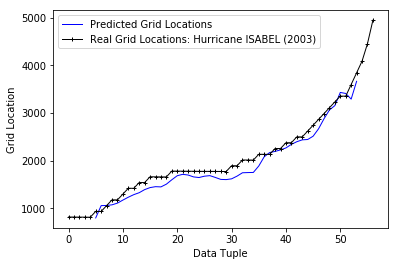 Predicted Grid Locations
Real Grid Locations: Hurricane ISABEL (2003)
5000
4000
3000
2000
1000
Grid Location
0
10
20
30
40
50
Data Tuple